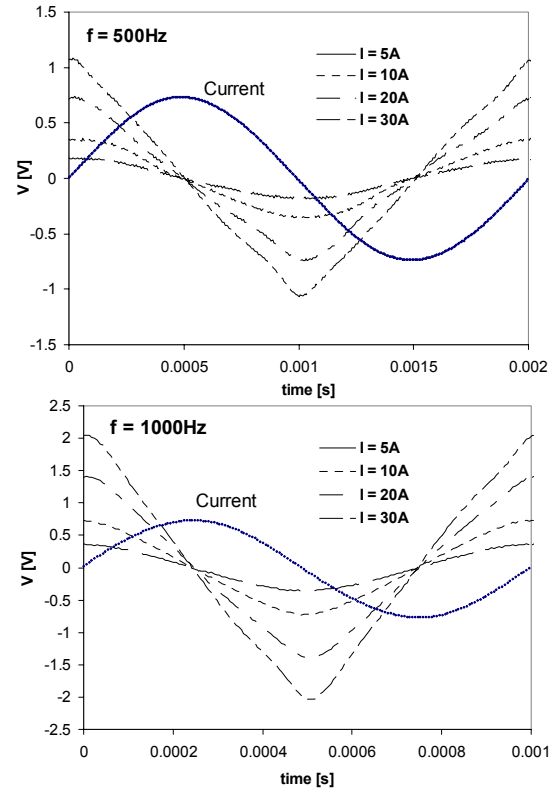 f = 500Hz
Current
I = 5A
I = 10A
I = 20A
I = 30A
V [V]
1.5
1
0.5
0
-0.5
-1
-1.5
0 0.0005 0.001 0.0015 0.002
time [s]
f = 1000Hz
Current
I = 5A
I = 10A
I = 20A
I = 30A
V [V]
2.5
2
1.5
1
0.5
0
-0.5
-1
-1.5
-2
-2.5
0 0.0002 0.0004 0.0006 0.0008 0.001
time [s]